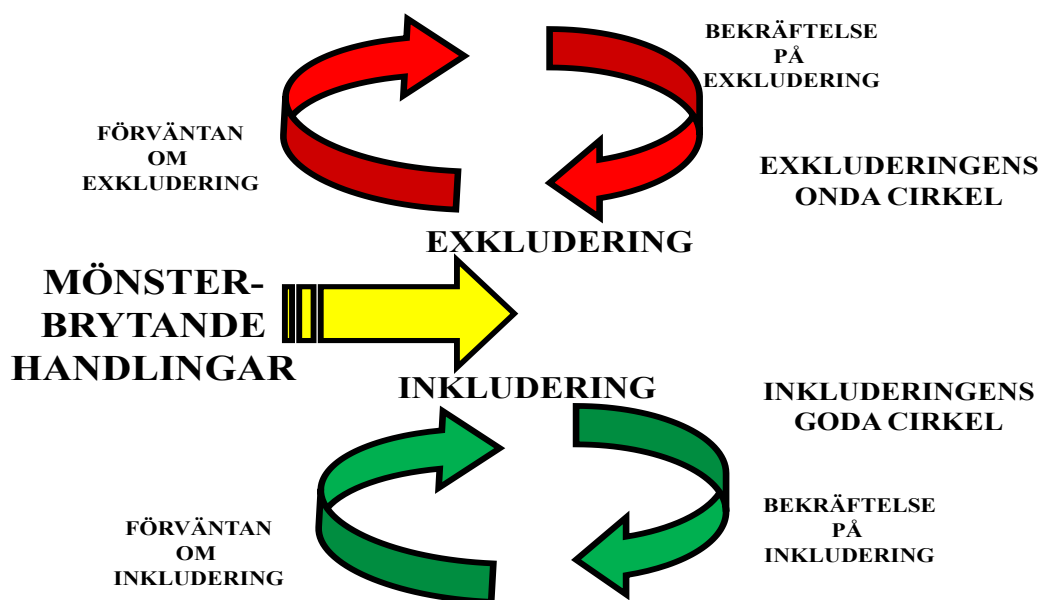 BEKRÄFTELSE
PÅ
EXKLUDERING
FÖRVÄNTAN
OM
EXKLUDERING
EXKLUDERINGENS
ONDA CIRKEL
EXKLUDERING
MÖNSTER-
BRYTANDE
HANDLINGAR
INKLUDERING
INKLUDERINGENS
GODA CIRKEL
BEKRÄFTELSE
PÅ
INKLUDERING
FÖRVÄNTAN
OM
INKLUDERING